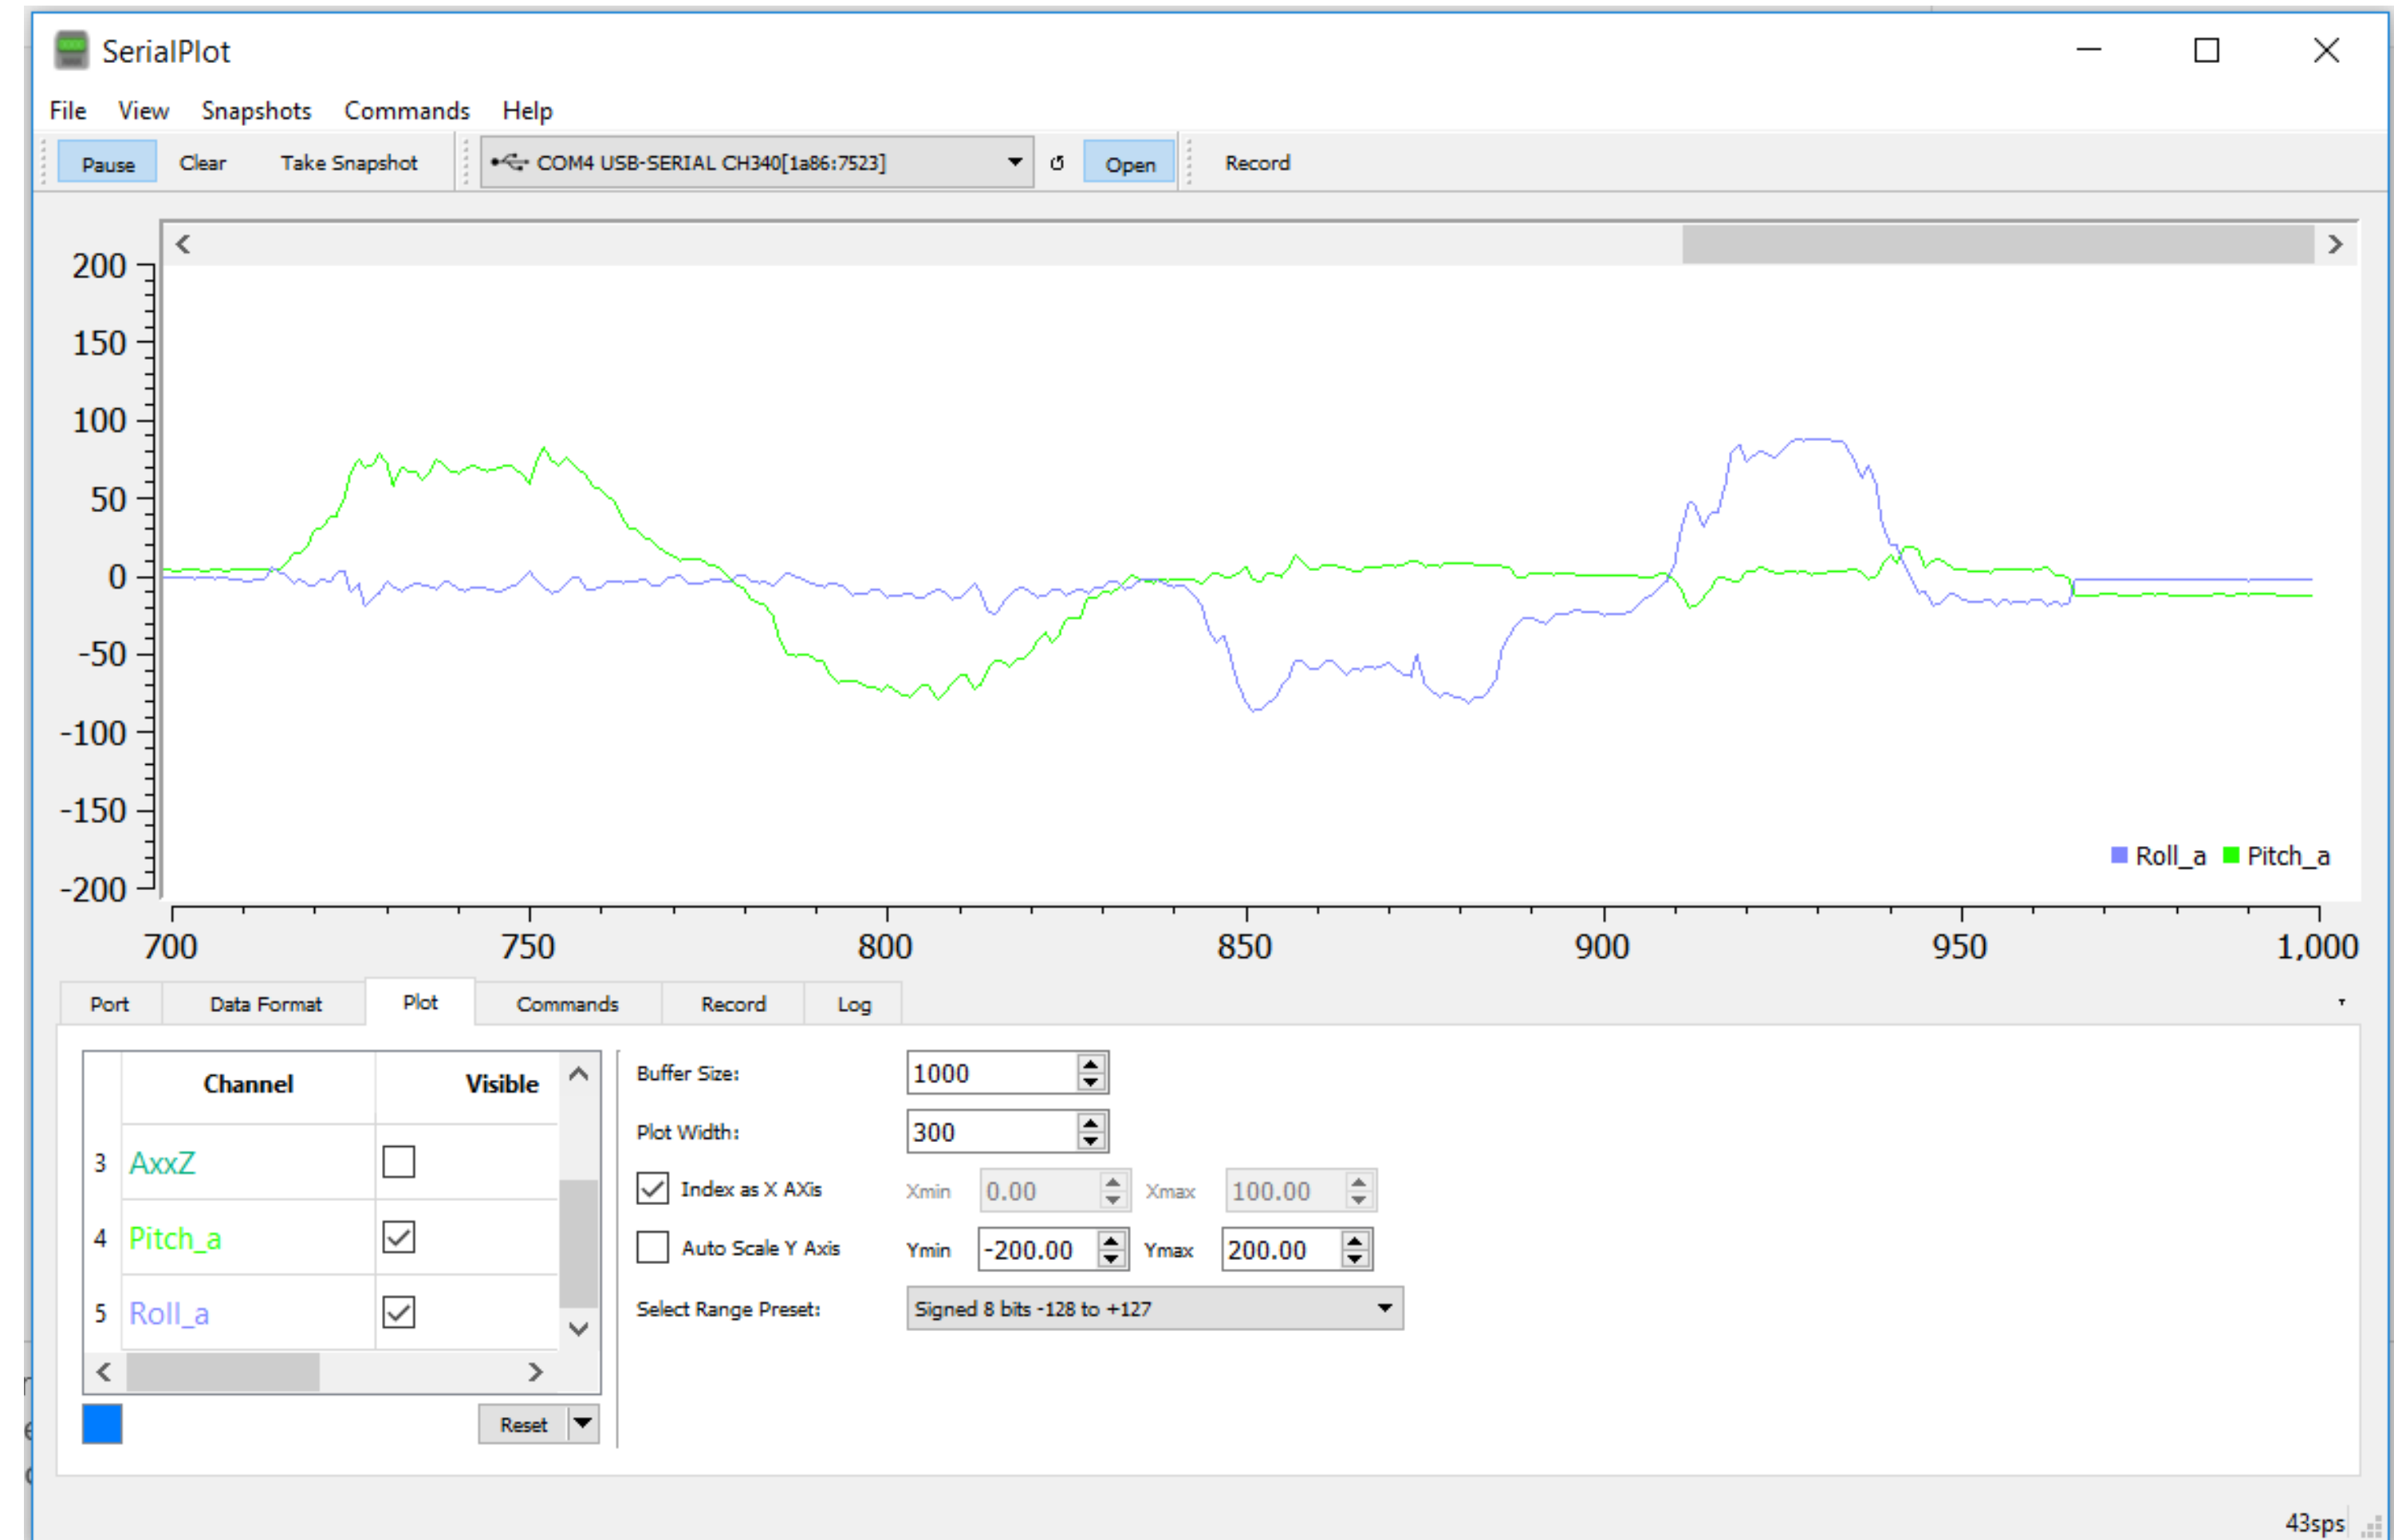 SerialPlot
File View Snapshots Commands Help
Pause Clear Take Snapshot COM4 USB-SERIAL CH340[1a86:7523] Open Record
200
150
100
50
0
-50
-100
-150
-200
Roll_a Pitch_a
700 750 800 850 900 950 1,000
Port Data Format Plot Commands Record Log
Channel Visible
3 AxxZ
4 Pitch_a
5 Roll_a
Reset
Buffer Size: 1000
Plot Width: 300
Index as X AXis Xmin 0.00 Xmax 100.00
Auto Scale Y Axis Ymin -200.00 Ymax 200.00
Select Range Preset: Signed 8 bits -128 to +127
43sps